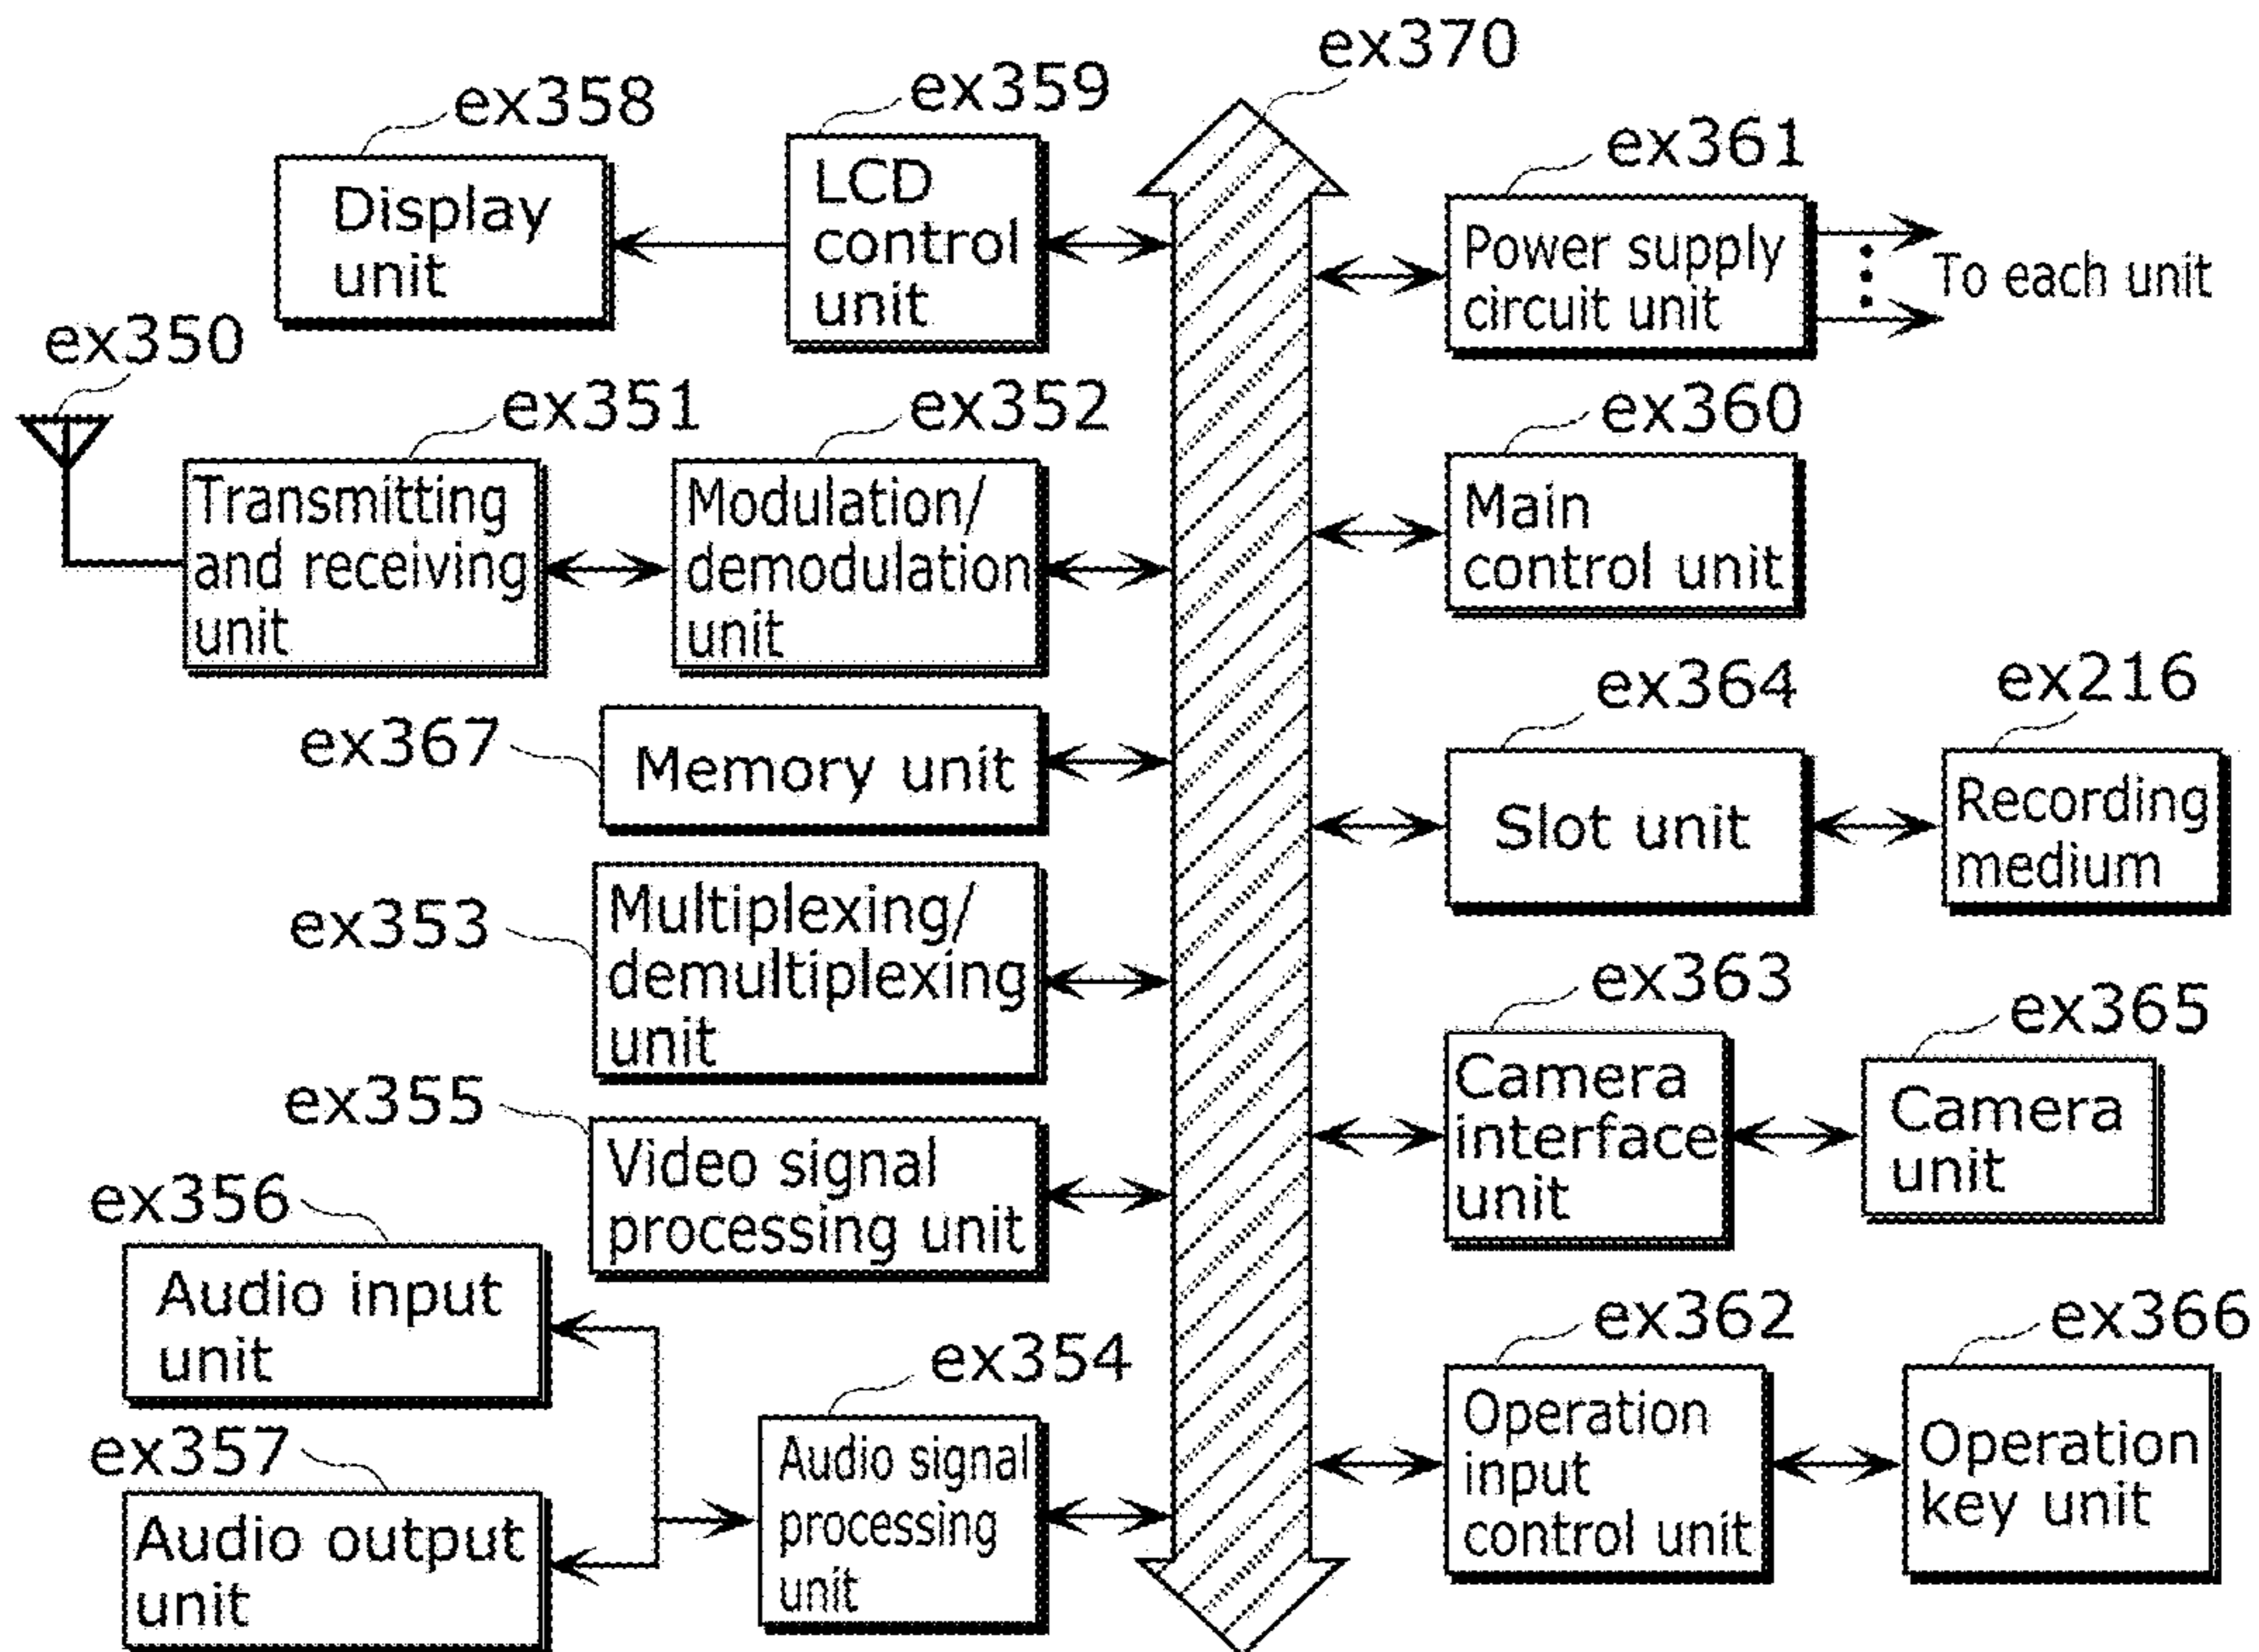 ex370
ex359
ex358
LCD
control
unit
Display
unit
ex361
Power supply
circuit unit
To each unit
ex350
ex351
ex352
Transmitting
and receiving
unit
Modulation/
demodulation
unit
ex360
Main
control unit
ex367
Memory unit
ex364
ex216
Slot unit
Recording
medium
ex353
Multiplexing/
demultiplexing
unit
ex363
ex365
Camera
interface
unit
Camera
unit
ex355
Video signal
processing unit
ex356
Audio input
unit
ex354
Audio signal
processing
unit
ex357
Audio output
unit
ex362
ex366
Operation
input
control unit
Operation
key unit